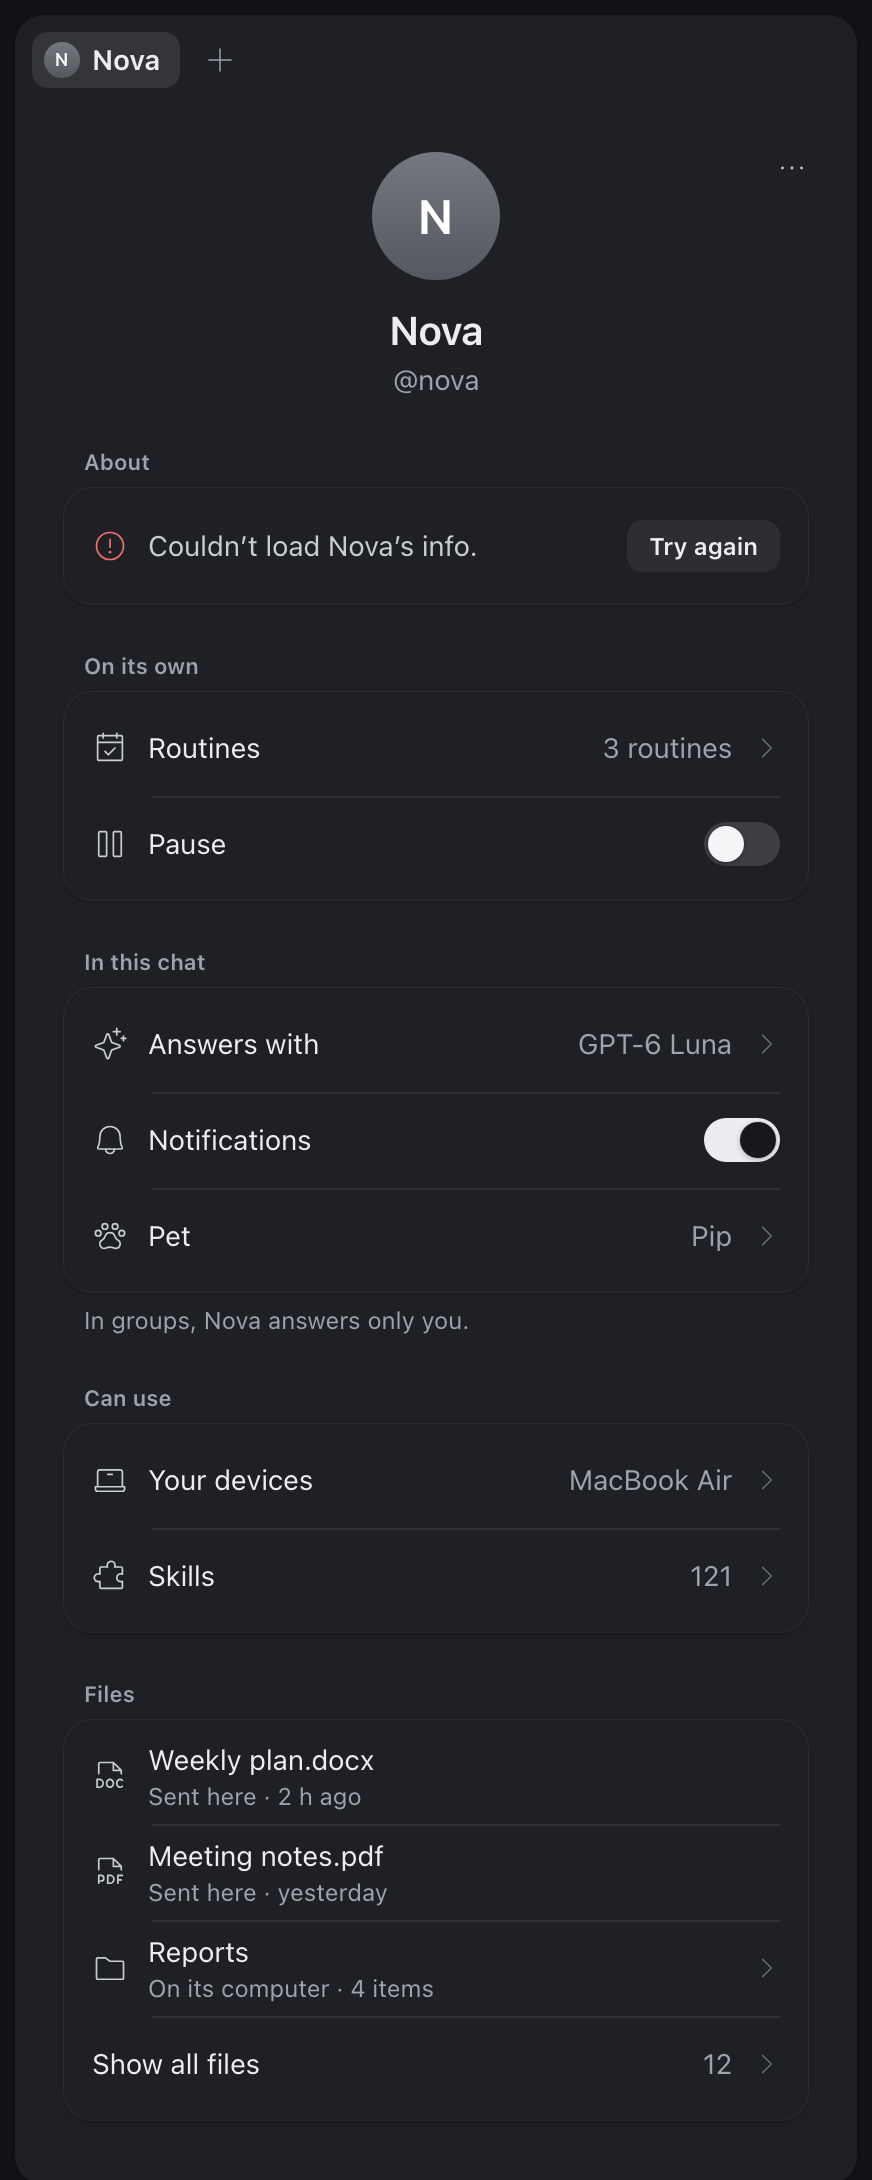 N Nova
...
N
Nova
@nova
About
Couldn’t load Nova’s info. Try again
On its own
Routines 3 routines
Pause
In this chat
Answers with GPT-6 Luna
Notifications
Pet Pip
In groups, Nova answers only you.
Can use
Your devices MacBook Air
Skills 121
Files
Weekly plan.docx
DOC
Sent here · 2 h ago
Meeting notes.pdf
PDF
Sent here · yesterday
Reports
On its computer · 4 items
Show all files 12